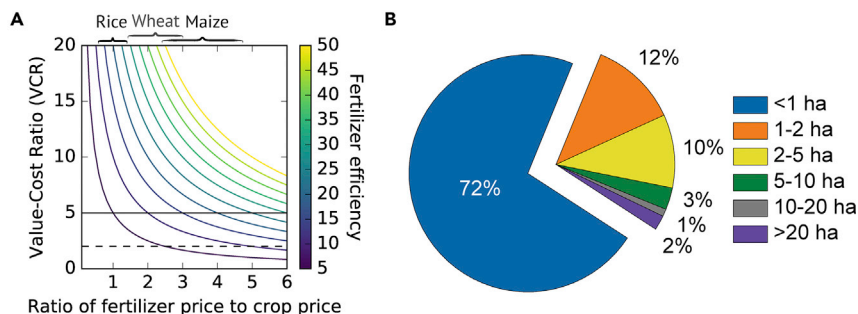 A
Rice Wheat Maize
20
15
10
5
0
Value-Cost Ratio (VCR)
1 2 3 4 5 6
Ratio of fertilizer price to crop price
50
45
40
35
30
25
20
15
10
5
Fertilizer efficiency
B
72%
12%
10%
3%
1%
2%
<1 ha
1-2 ha
2-5 ha
5-10 ha
10-20 ha
>20 ha